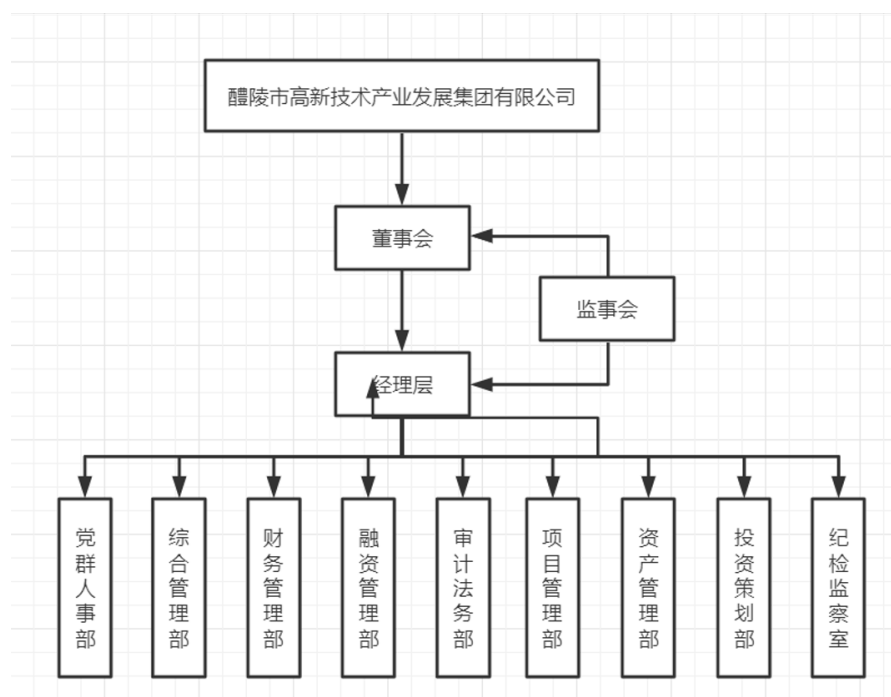 醴陵市高新技术产业发展集团有限公司
董事会
监事会
经理层
党群人事部
综合管理部
财务管理部
融资管理部
审计法务部
项目管理部
资产管理部
投资策划部
纪检监察室